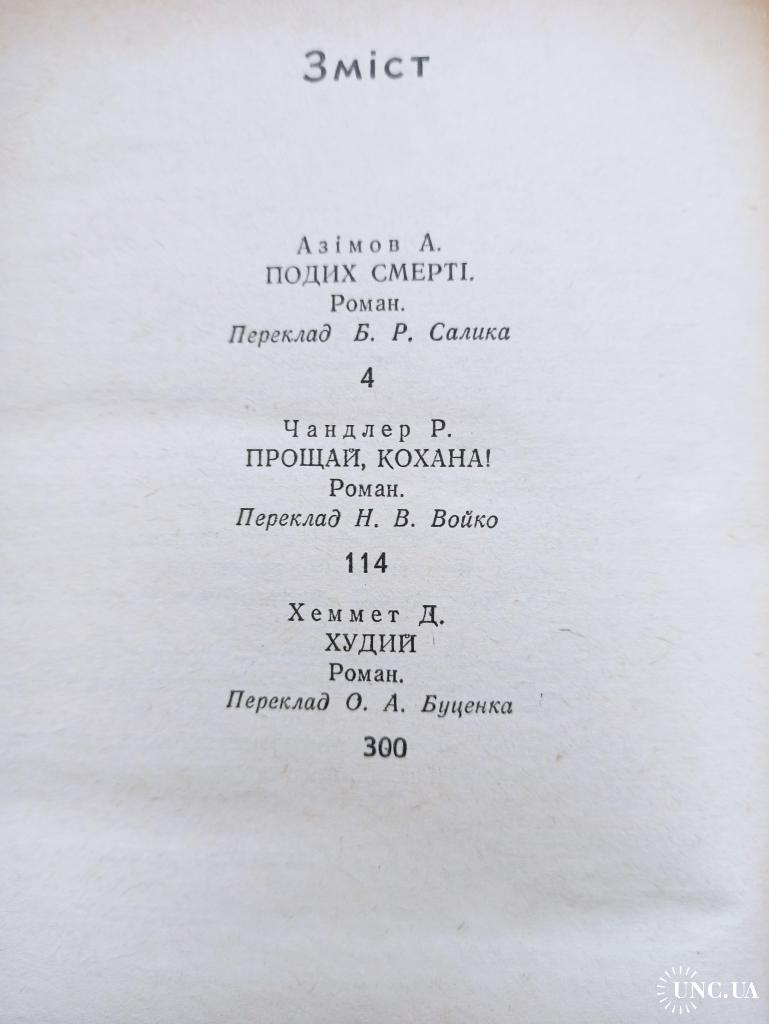 Зміст
Азімов А.
ПОДИХ СМЕРТІ.
Роман.
Переклад Б. Р. Салика
4
Чандлер Р.
ПРОЩАЙ, КОХАНА!
Роман.
Переклад Н. В. Войко
114
Хеммет Д.
ХУДИЙ
Роман.
Переклад О. А. Буценка
300
UNC.UA